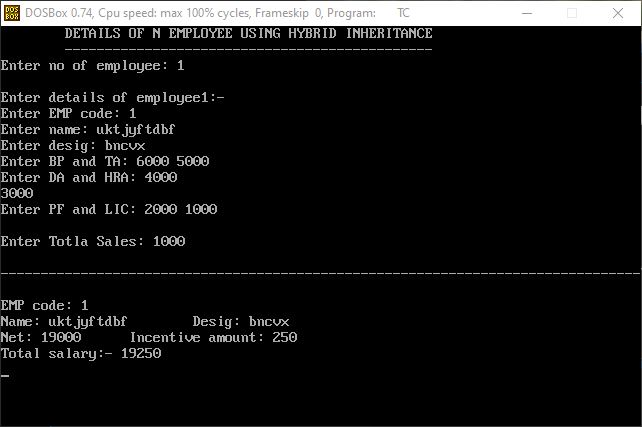 DOSBox 0.74, Cpu speed: max 100% cycles, Frameskip 0, Program: TC
DETAILS OF N EMPLOYEE USING HYBRID INHERITANCE
----------------------------------------------
Enter no of employee: 1
Enter details of employee1:-
Enter EMP code: 1
Enter name: uktjyftdbf
Enter desig: bncvx
Enter BP and TA: 6000 5000
Enter DA and HRA: 4000
3000
Enter PF and LIC: 2000 1000
Enter Totla Sales: 1000
--------------------------------------------------------------------------------
EMP code: 1
Name: uktjyftdbf Desig: bncvx
Net: 19000 Incentive amount: 250
Total salary:- 19250
_